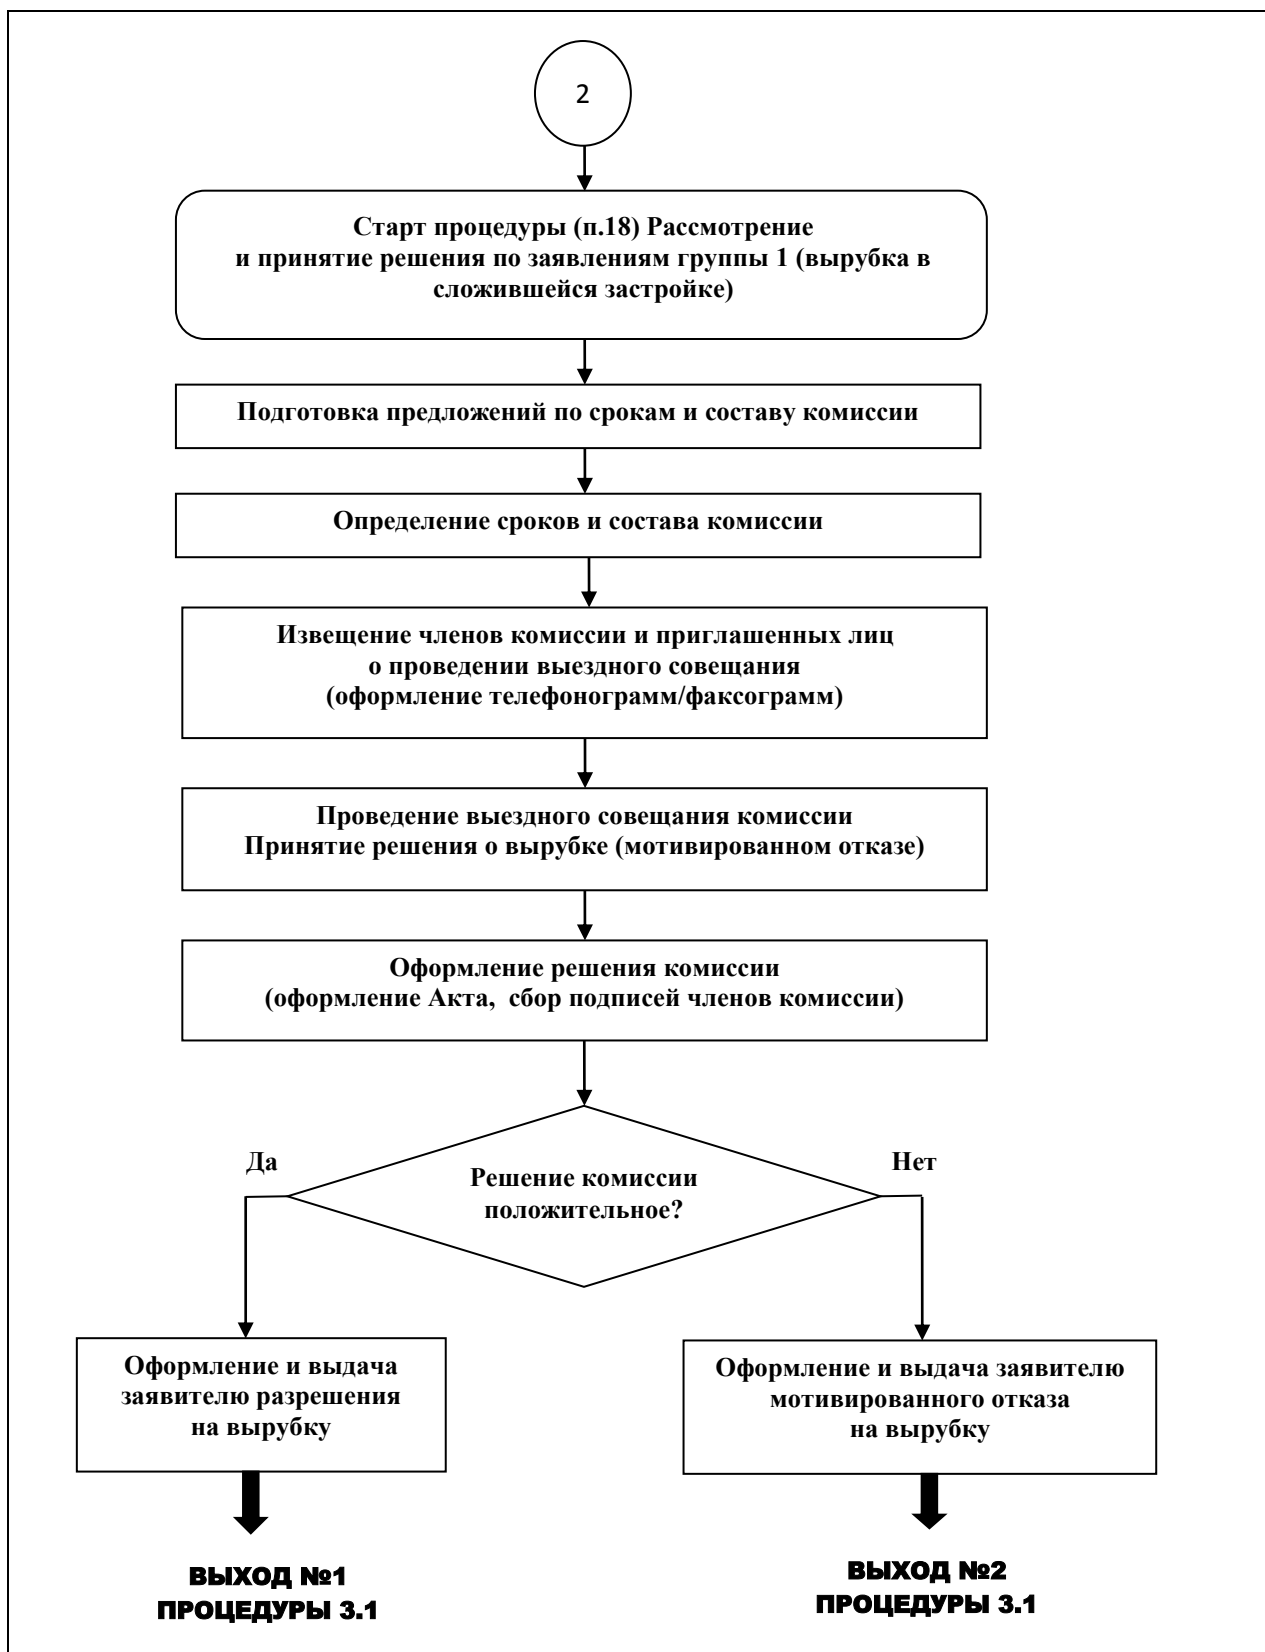 2
Старт процедуры (п.18) Рассмотрение
и принятие решения по заявлениям группы 1 (вырубка в
сложившейся застройке)
Подготовка предложений по срокам и составу комиссии
Определение сроков и состава комиссии
Извещение членов комиссии и приглашенных лиц
о проведении выездного совещания
(оформление телефонограмм/факсограмм)
Проведение выездного совещания комиссии
Принятие решения о вырубке (мотивированном отказе)
Оформление решения комиссии
(оформление Акта, сбор подписей членов комиссии)
Да
Нет
Решение комиссии
положительное?
Оформление и выдача
заявителю разрешения
на вырубку
Оформление и выдача заявителю
мотивированного отказа
на вырубку
ВЫХОД №1
ПРОЦЕДУРЫ 3.1
ВЫХОД №2
ПРОЦЕДУРЫ 3.1